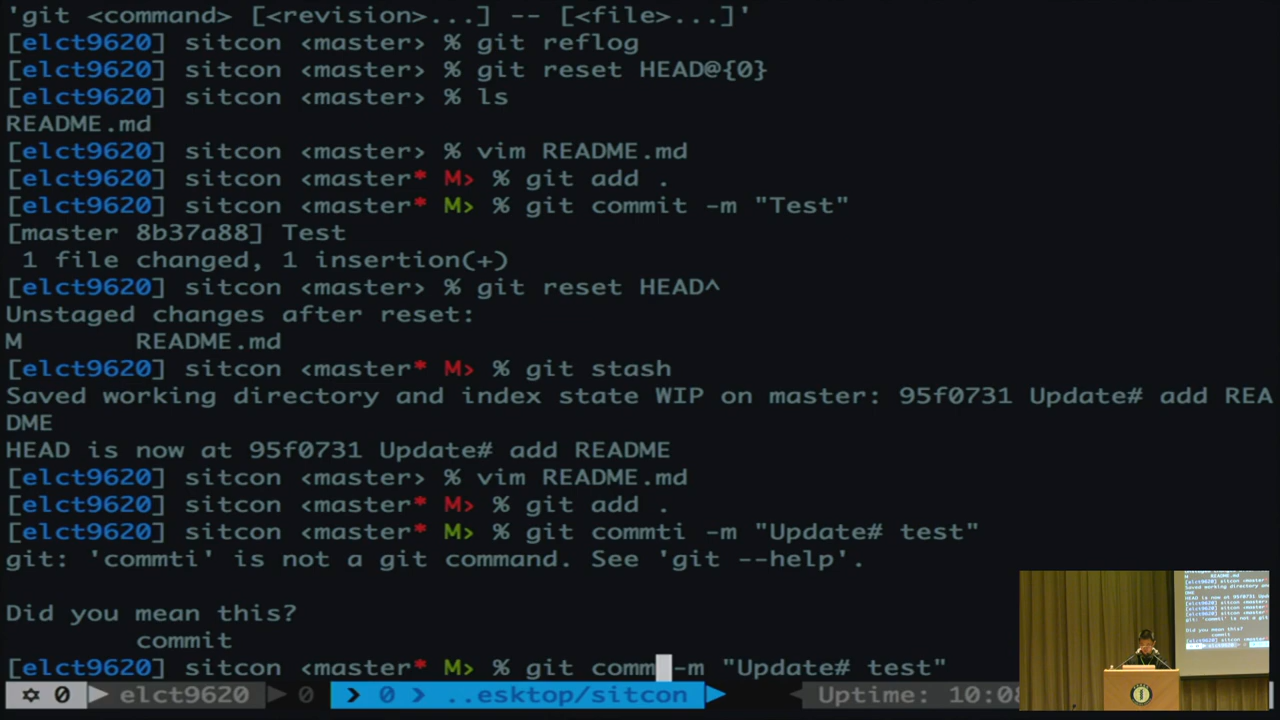 'git <command> [<revision>...] -- [<file>...]'
[elct9620] sitcon <master> % git reflog
[elct9620] sitcon <master> % git reset HEAD@{0}
[elct9620] sitcon <master> % ls
README.md
[elct9620] sitcon <master> % vim README.md
[elct9620] sitcon <master* M> % git add .
[elct9620] sitcon <master* M> % git commit -m "Test"
[master 8b37a88] Test
1 file changed, 1 insertion(+)
[elct9620] sitcon <master> % git reset HEAD^
Unstaged changes after reset:
M README.md
[elct9620] sitcon <master* M> % git stash
Saved working directory and index state WIP on master: 95f0731 Update# add REA
DME
HEAD is now at 95f0731 Update# add README
[elct9620] sitcon <master> % vim README.md
[elct9620] sitcon <master* M> % git add .
[elct9620] sitcon <master* M> % git commti -m "Update# test"
git: 'commti' is not a git command. See 'git --help'.
Did you mean this?
commit
[elct9620] sitcon <master* M> % git comm -m "Update# test"
0 elct9620 0 > 0 > ..esktop/sitcon Uptime: 10:08